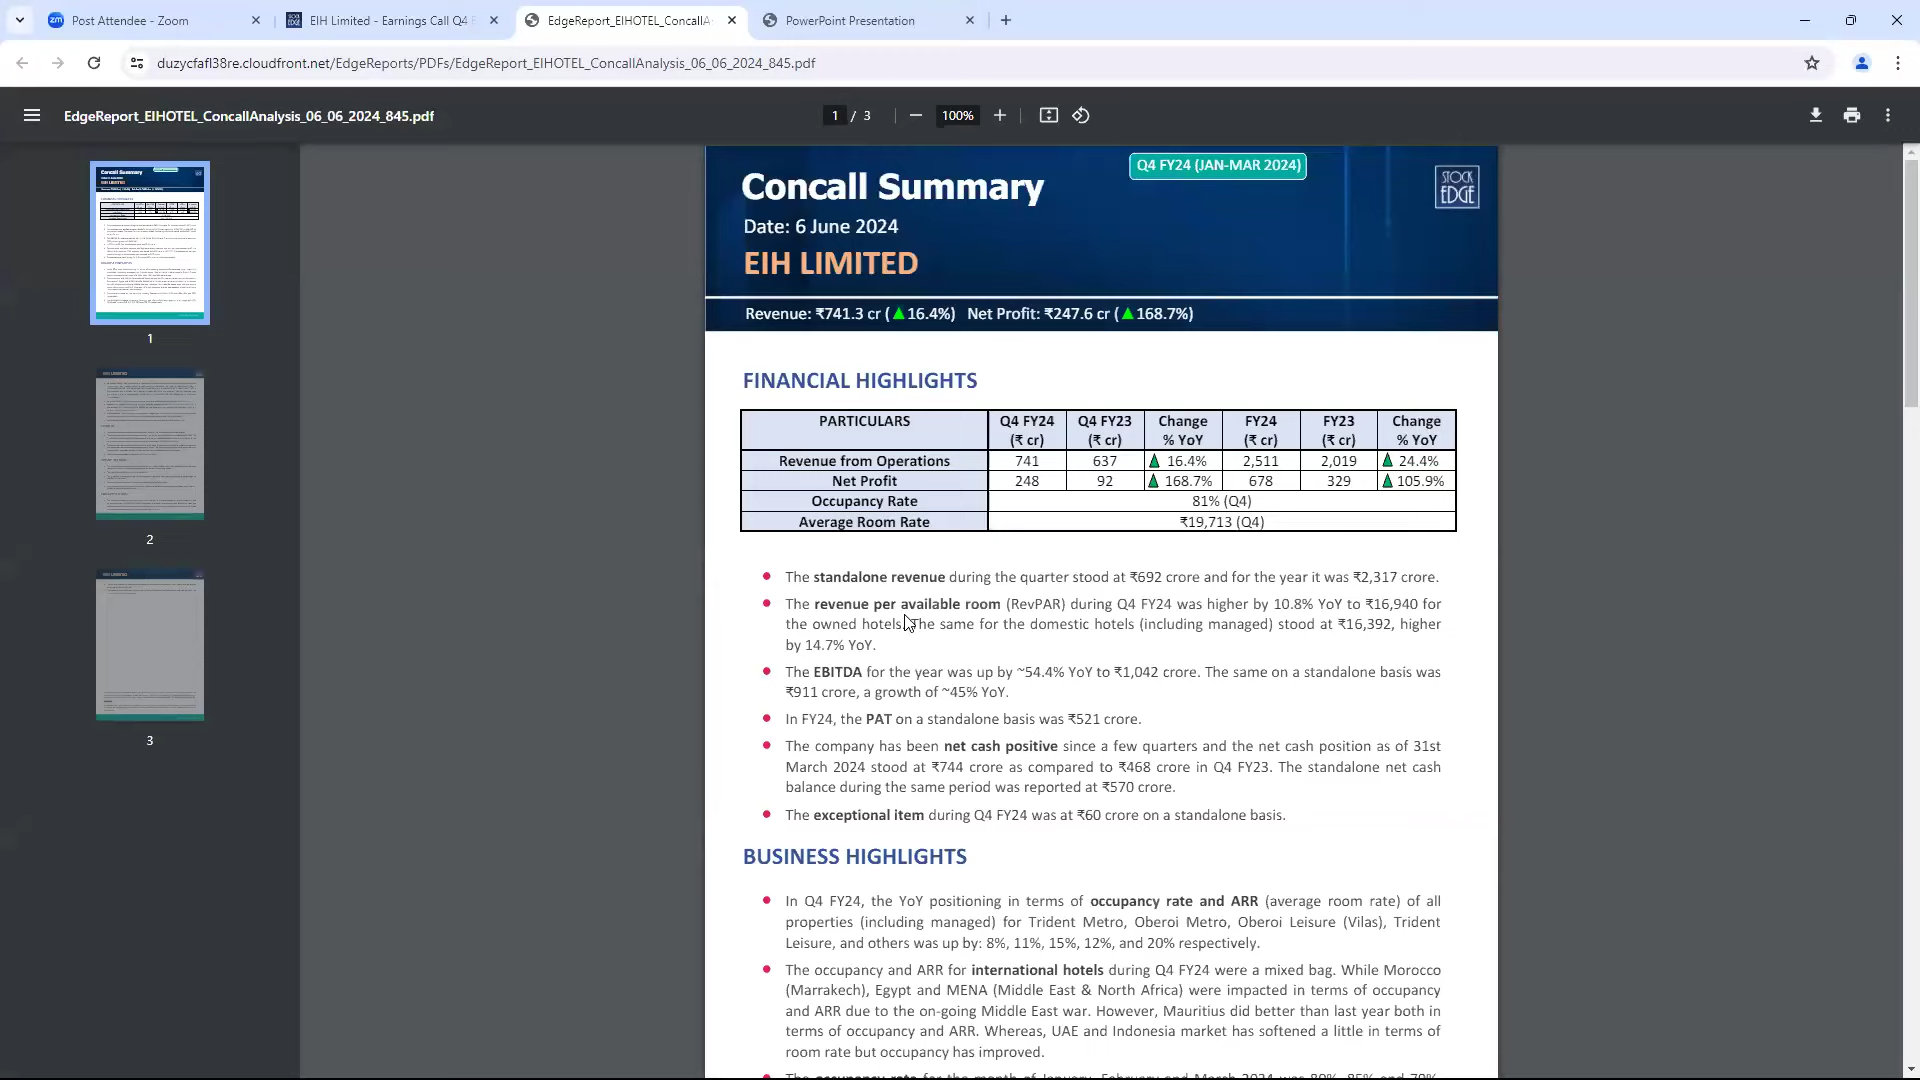 Post Attendee - Zoom
EIH Limited - Earnings Call Q4 F
EdgeReport_EIHOTEL_ConcallA
PowerPoint Presentation
duzycfafl38re.cloudfront.net/EdgeReports/PDFs/EdgeReport_EIHOTEL_ConcallAnalysis_06_06_2024_845.pdf
EdgeReport_EIHOTEL_ConcallAnalysis_06_06_2024_845.pdf
1 / 3
100%
1
2
3
Q4 FY24 (JAN-MAR 2024)
Concall Summary
STOCK
EDGE
Date: 6 June 2024
EIH LIMITED
Revenue: ₹741.3 cr (▲16.4%) Net Profit: ₹247.6 cr (▲168.7%)
FINANCIAL HIGHLIGHTS
PARTICULARS Q4 FY24 (₹ cr) Q4 FY23 (₹ cr) Change % YoY FY24 (₹ cr) FY23 (₹ cr) Change % YoY
Revenue from Operations 741 637 ▲ 16.4% 2,511 2,019 ▲ 24.4%
Net Profit 248 92 ▲ 168.7% 678 329 ▲ 105.9%
Occupancy Rate 81% (Q4)
Average Room Rate ₹19,713 (Q4)
• The standalone revenue during the quarter stood at ₹692 crore and for the year it was ₹2,317 crore.
• The revenue per available room (RevPAR) during Q4 FY24 was higher by 10.8% YoY to ₹16,940 for
the owned hotels. The same for the domestic hotels (including managed) stood at ₹16,392, higher
by 14.7% YoY.
• The EBITDA for the year was up by ~54.4% YoY to ₹1,042 crore. The same on a standalone basis was
₹911 crore, a growth of ~45% YoY.
• In FY24, the PAT on a standalone basis was ₹521 crore.
• The company has been net cash positive since a few quarters and the net cash position as of 31st
March 2024 stood at ₹744 crore as compared to ₹468 crore in Q4 FY23. The standalone net cash
balance during the same period was reported at ₹570 crore.
• The exceptional item during Q4 FY24 was at ₹60 crore on a standalone basis.
BUSINESS HIGHLIGHTS
• In Q4 FY24, the YoY positioning in terms of occupancy rate and ARR (average room rate) of all
properties (including managed) for Trident Metro, Oberoi Metro, Oberoi Leisure (Vilas), Trident
Leisure, and others was up by: 8%, 11%, 15%, 12%, and 20% respectively.
• The occupancy and ARR for international hotels during Q4 FY24 were a mixed bag. While Morocco
(Marrakech), Egypt and MENA (Middle East & North Africa) were impacted in terms of occupancy
and ARR due to the on-going Middle East war. However, Mauritius did better than last year both in
terms of occupancy and ARR. Whereas, UAE and Indonesia market has softened a little in terms of
room rate but occupancy has improved.